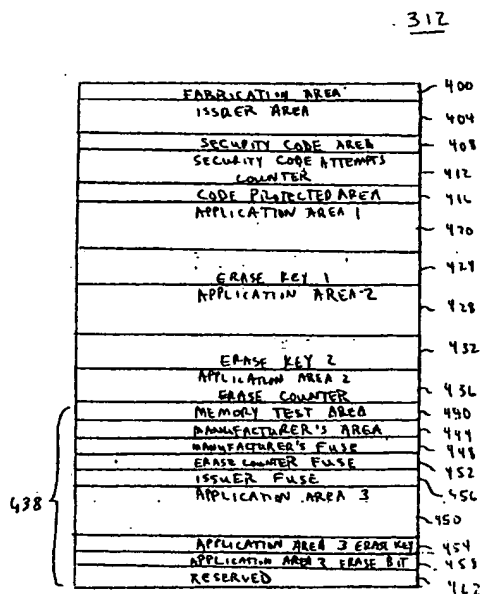 312
FABRICATION AREA
400
ISSUER AREA
404
SECURITY CODE AREA
408
SECURITY CODE ATTEMPTS
COUNTER
412
CODE PROTECTED AREA
416
APPLICATION AREA 1
420
424
ERASE KEY 1
APPLICATION AREA 2
428
432
ERASE KEY 2
APPLICATION AREA 2
ERASE COUNTER
436
MEMORY TEST AREA
440
MANUFACTURER'S AREA
444
MANUFACTURER'S FUSE
448
ERASE COUNTER FUSE
452
ISSUER FUSE
456
APPLICATION AREA 3
438
450
APPLICATION AREA 3 ERASE KEY
454
APPLICATION AREA 3 ERASE BIT
458
RESERVED
462